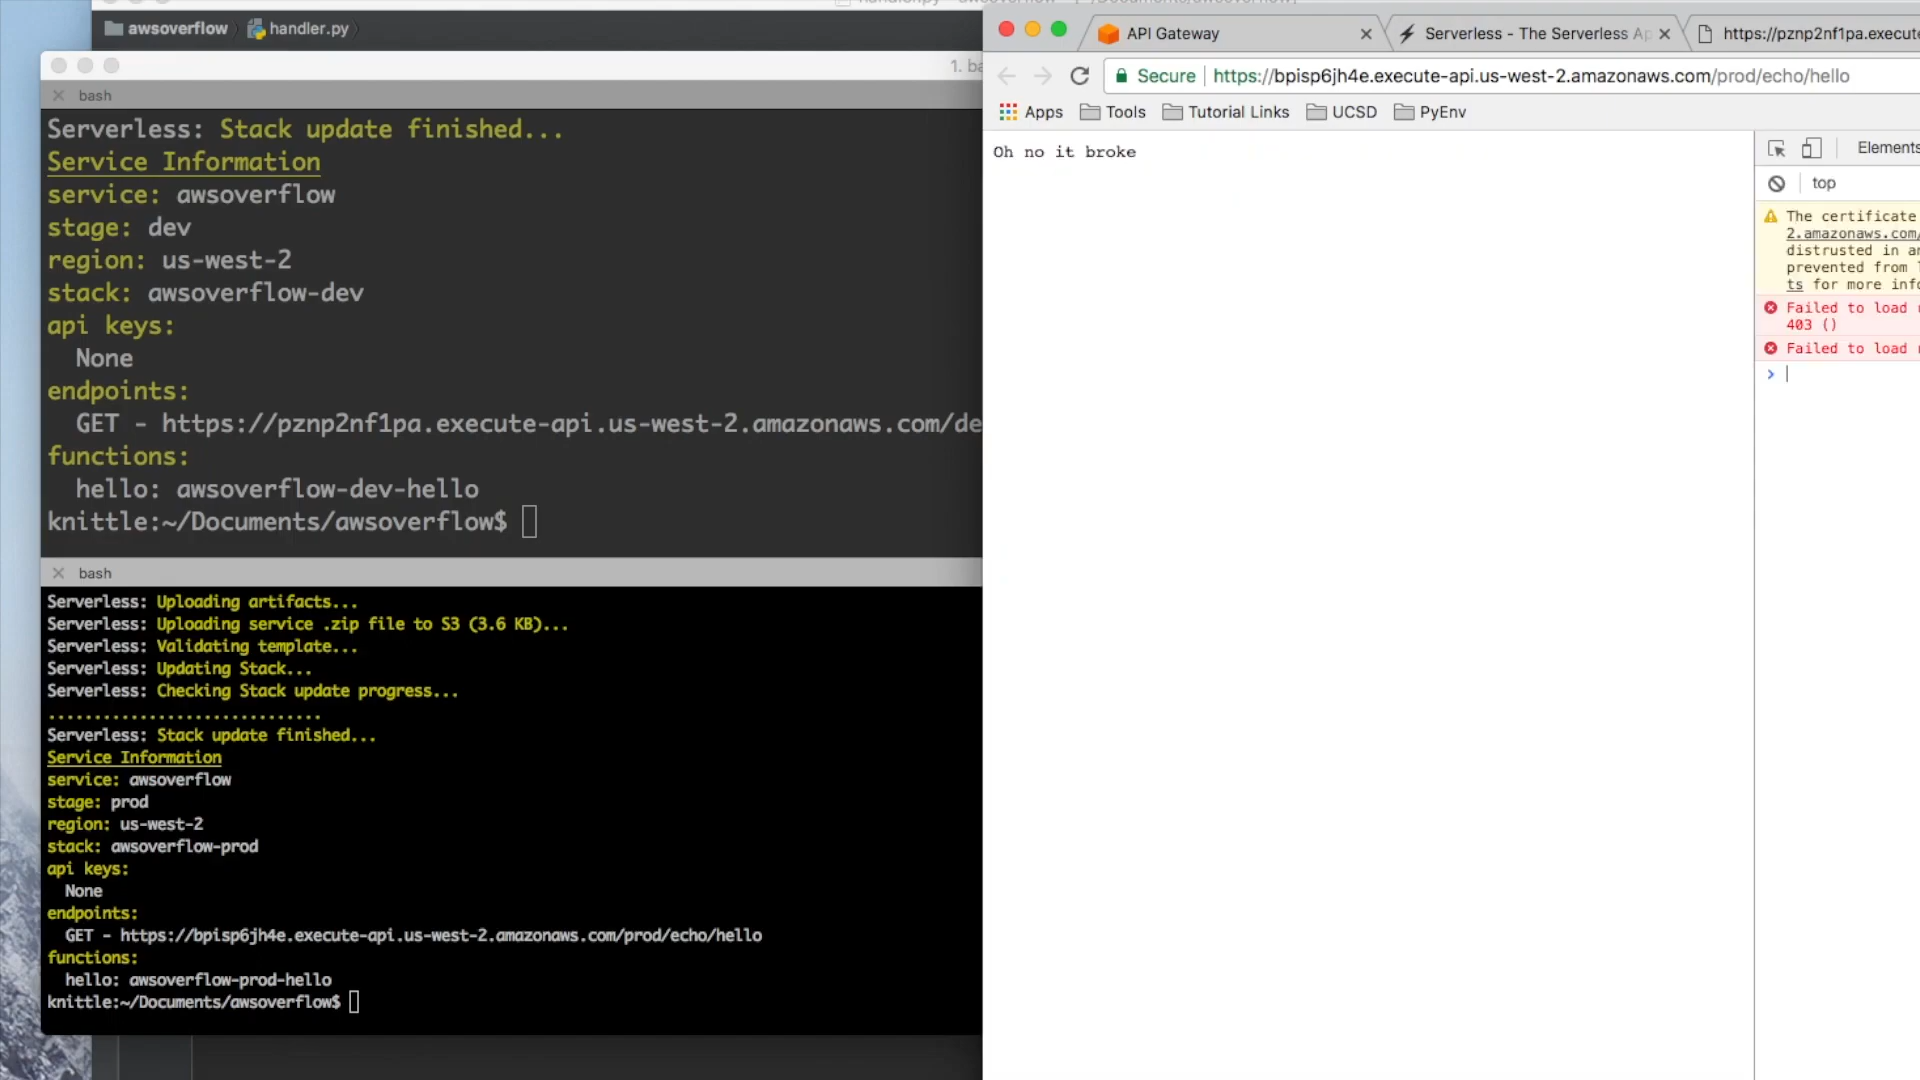 awsoverflow
handler.py
1. ba
bash
Serverless: Stack update finished...
Service Information
service: awsoverflow
stage: dev
region: us-west-2
stack: awsoverflow-dev
api keys:
None
endpoints:
GET - https://pznp2nf1pa.execute-api.us-west-2.amazonaws.com/de
functions:
hello: awsoverflow-dev-hello
knittle:~/Documents/awsoverflow$
bash
Serverless: Uploading artifacts...
Serverless: Uploading service .zip file to S3 (3.6 KB)...
Serverless: Validating template...
Serverless: Updating Stack...
Serverless: Checking Stack update progress...
..............................
Serverless: Stack update finished...
Service Information
service: awsoverflow
stage: prod
region: us-west-2
stack: awsoverflow-prod
api keys:
None
endpoints:
GET - https://bpisp6jh4e.execute-api.us-west-2.amazonaws.com/prod/echo/hello
functions:
hello: awsoverflow-prod-hello
knittle:~/Documents/awsoverflow$
API Gateway
Serverless - The Serverless Ap
https://pznp2nf1pa.execute
Secure https://bpisp6jh4e.execute-api.us-west-2.amazonaws.com/prod/echo/hello
Apps Tools Tutorial Links UCSD PyEnv
Oh no it broke
Elements
top
The certificate
2.amazonaws.com/
distrusted in an
prevented from
ts for more info
Failed to load
403 ()
Failed to load